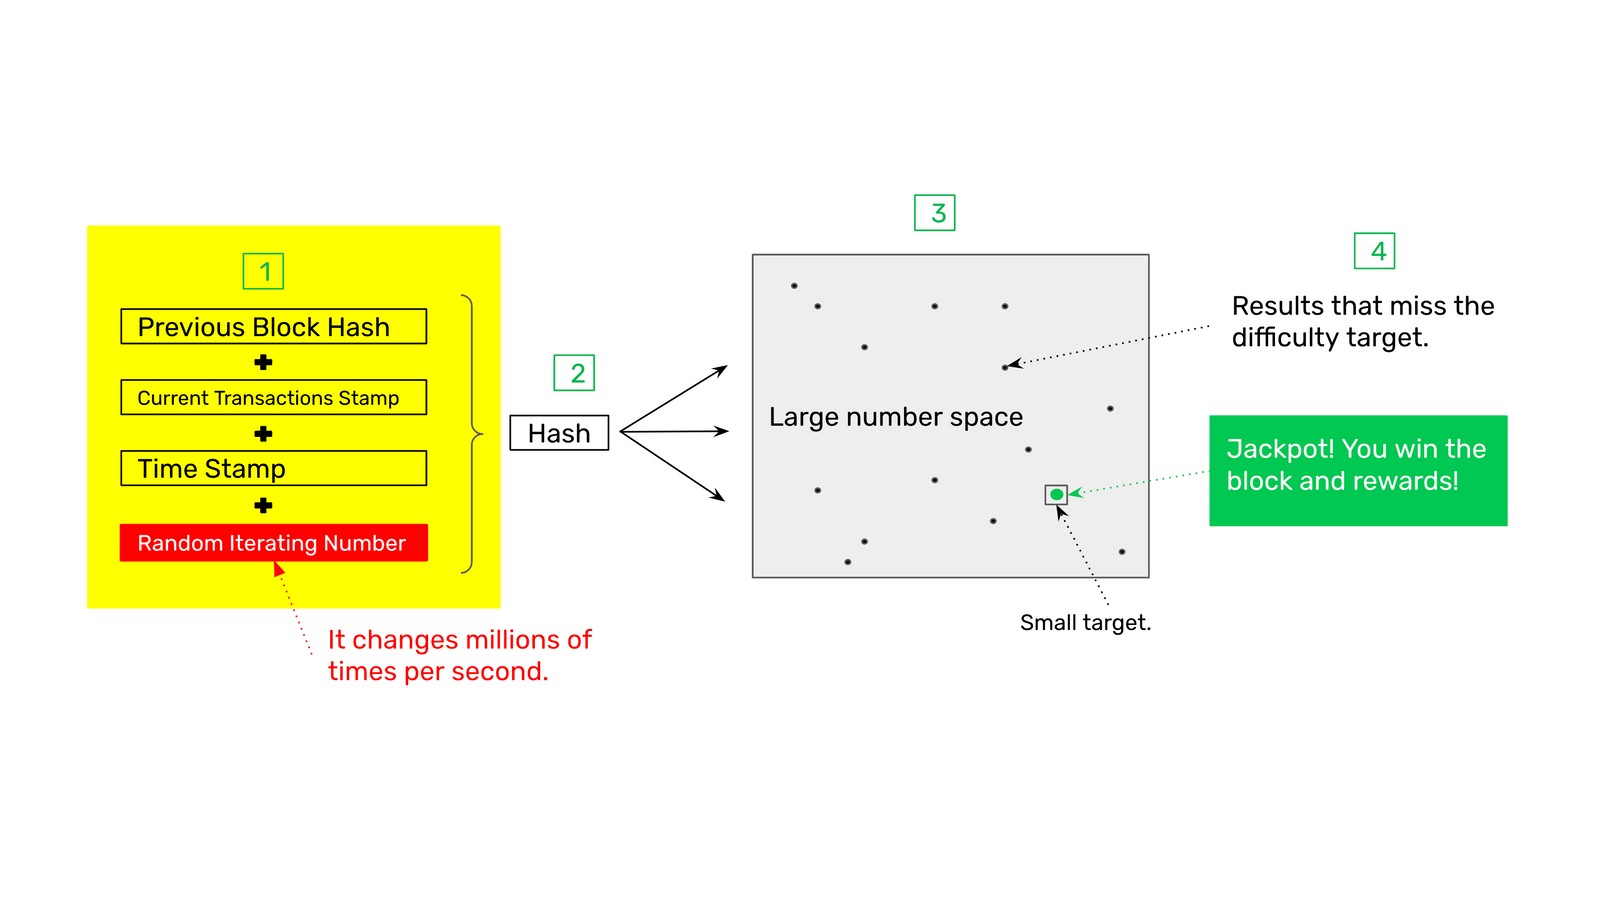 1
Previous Block Hash
Current Transactions Stamp
Time Stamp
Random Iterating Number
It changes millions of
times per second.
2
Hash
3
Large number space
Small target.
4
Results that miss the
difficulty target.
Jackpot! You win the
block and rewards!